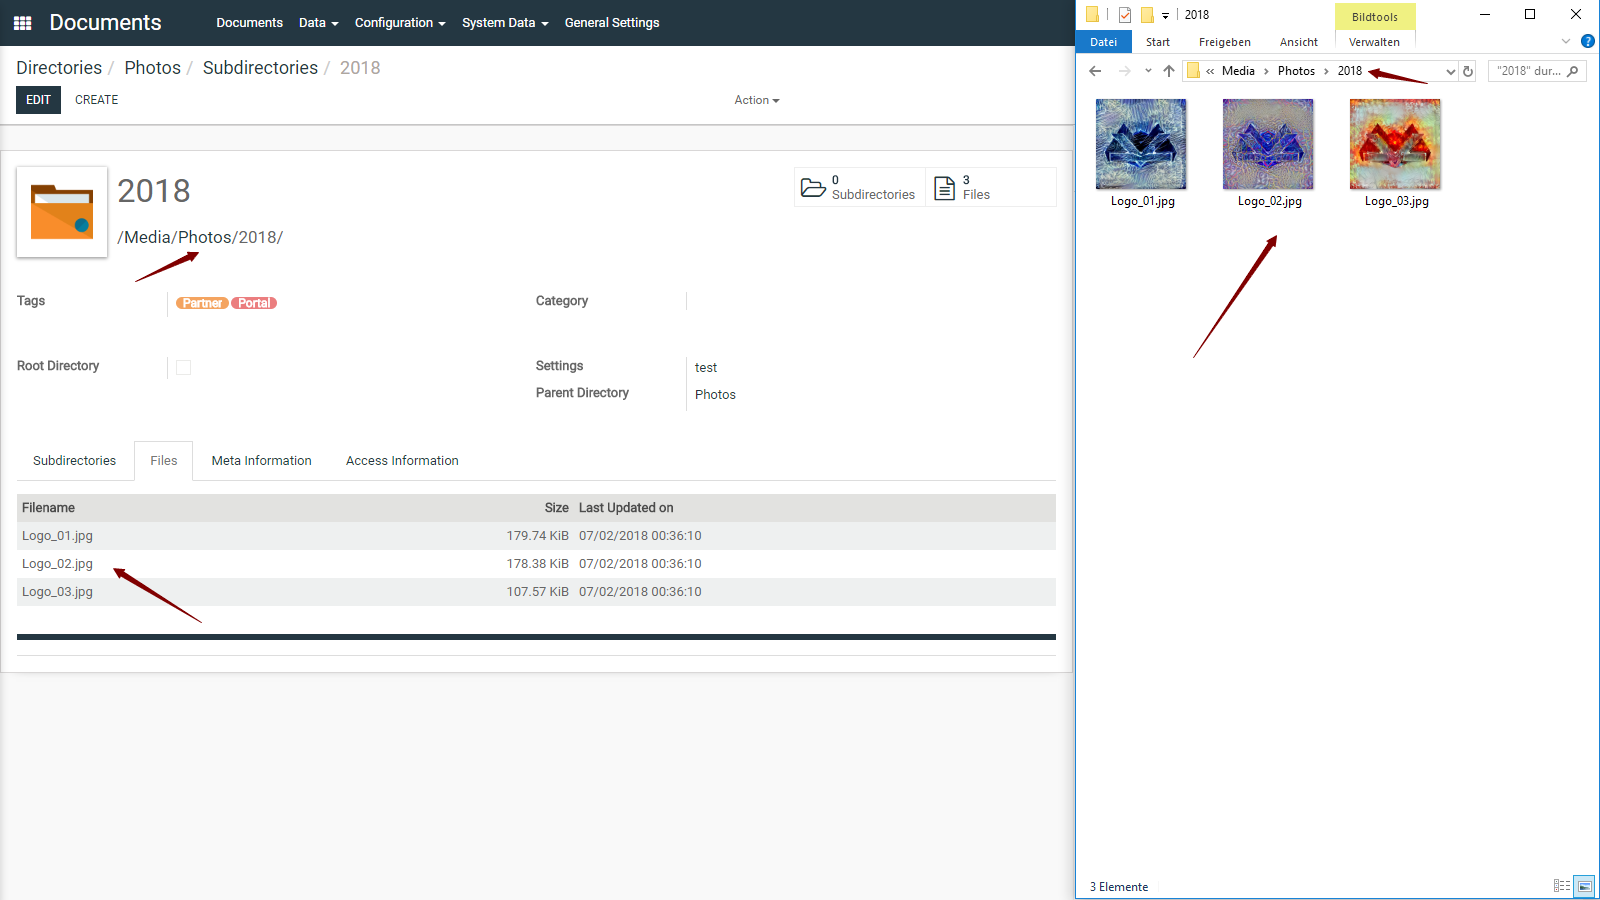 Documents
Documents Data Configuration System Data General Settings
Directories / Photos / Subdirectories / 2018
EDIT CREATE Action
2018
/Media/Photos/2018/
0 Subdirectories
3 Files
Tags Partner Portal
Category
Root Directory
Settings test
Parent Directory Photos
Subdirectories Files Meta Information Access Information
Filename Size Last Updated on
Logo_01.jpg 179.74 KiB 07/02/2018 00:36:10
Logo_02.jpg 178.38 KiB 07/02/2018 00:36:10
Logo_03.jpg 107.57 KiB 07/02/2018 00:36:10
2018 Bildtools
Datei Start Freigeben Ansicht Verwalten
« Media > Photos > 2018 "2018" dur...
Logo_01.jpg Logo_02.jpg Logo_03.jpg
3 Elemente